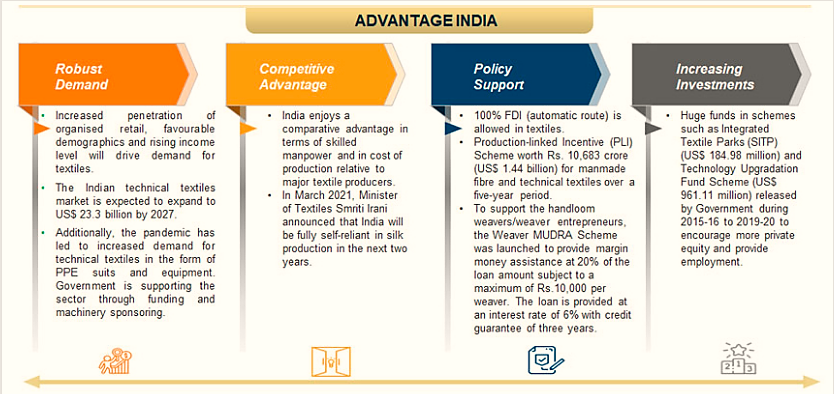 ADVANTAGE INDIA
Robust
Demand
• Increased penetration of
organised retail, favourable
demographics and rising income
level will drive demand for
textiles.
• The Indian technical textiles
market is expected to expand to
US$ 23.3 billion by 2027.
• Additionally, the pandemic has
led to increased demand for
technical textiles in the form of
PPE suits and equipment.
Government is supporting the
sector through funding and
machinery sponsoring.
Competitive
Advantage
• India enjoys a
comparative advantage in
terms of skilled
manpower and in cost of
production relative to
major textile producers.
• In March 2021, Minister
of Textiles Smriti Irani
announced that India will
be fully self-reliant in silk
production in the next two
years.
Policy
Support
• 100% FDI (automatic route) is
allowed in textiles.
• Production-linked Incentive (PLI)
Scheme worth Rs. 10,683 crore
(US$ 1.44 billion) for manmade
fibre and technical textiles over a
five-year period.
• To support the handloom
weavers/weaver entrepreneurs,
the Weaver MUDRA Scheme
was launched to provide margin
money assistance at 20% of the
loan amount subject to a
maximum of Rs.10,000 per
weaver. The loan is provided at
an interest rate of 6% with credit
guarantee of three years.
Increasing
Investments
• Huge funds in schemes
such as Integrated
Textile Parks (SITP)
(US$ 184.98 million) and
Technology Upgradation
Fund Scheme (US$
961.11 million) released
by Government during
2015-16 to 2019-20 to
encourage more private
equity and provide
employment.
2 1 3